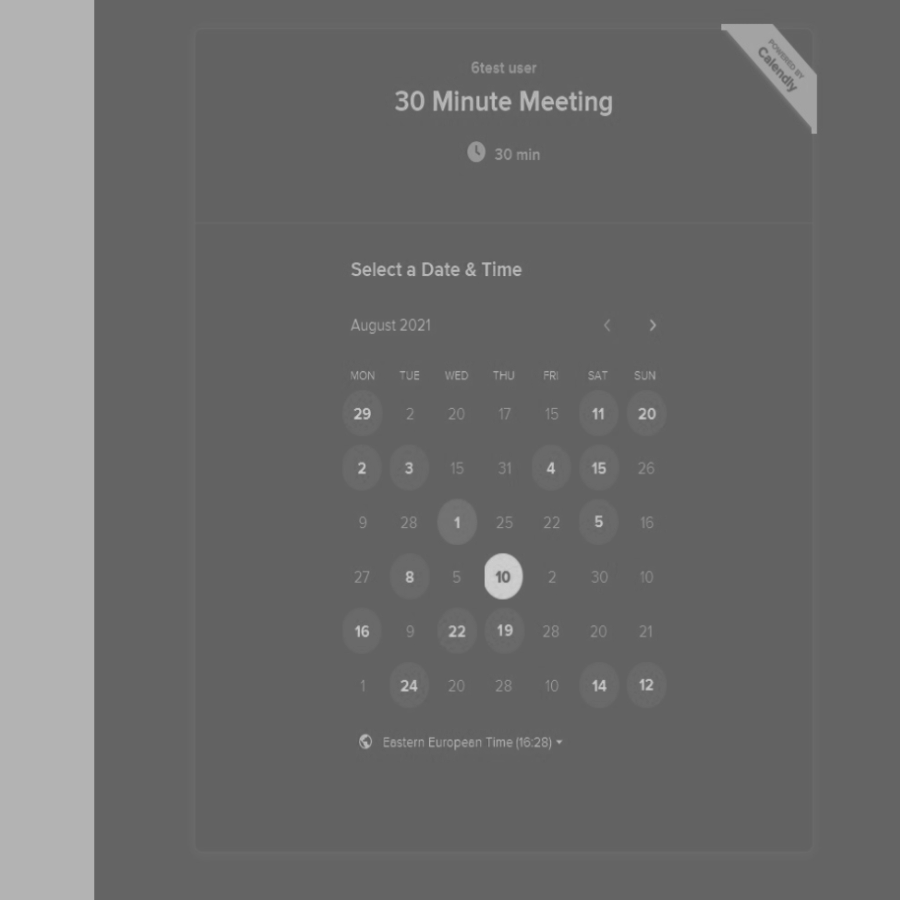 POWERED BY
Calendly
6test user
30 Minute Meeting
30 min
Select a Date & Time
August 2021
MON TUE WED THU FRI SAT SUN
29 2 20 17 15 11 20
2 3 15 31 4 15 26
9 28 1 25 22 5 16
27 8 5 10 2 30 10
16 9 22 19 28 20 21
1 24 20 28 10 14 12
Eastern European Time (16:28)